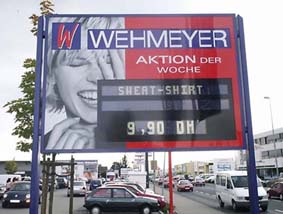 W WEHMEYER
AKTION DER
WOCHE
SWEAT-SHIRT
9,90 DM